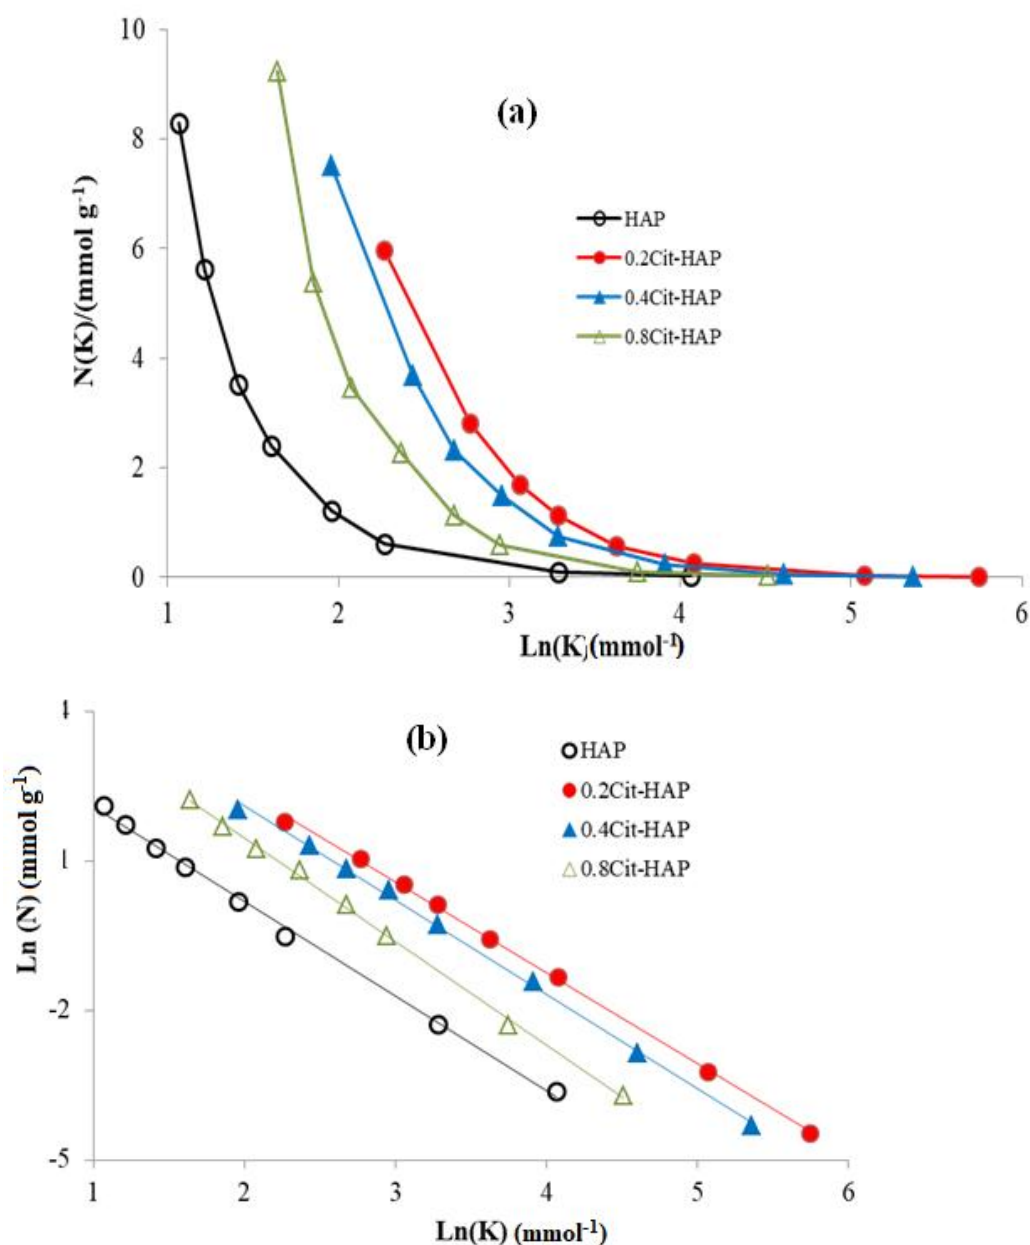 10
(a)
8
N(K)/(mmol g-1)
HAP
6
0.2Cit-HAP
0.4Cit-HAP
4
0.8Cit-HAP
2
0
1 2 3 4 5 6
Ln(K)(mmol-1)
4
(b)
HAP
0.2Cit-HAP
Ln (N) (mmol g-1)
0.4Cit-HAP
1
0.8Cit-HAP
-2
-5
1 2 3 4 5 6
Ln(K) (mmol-1)